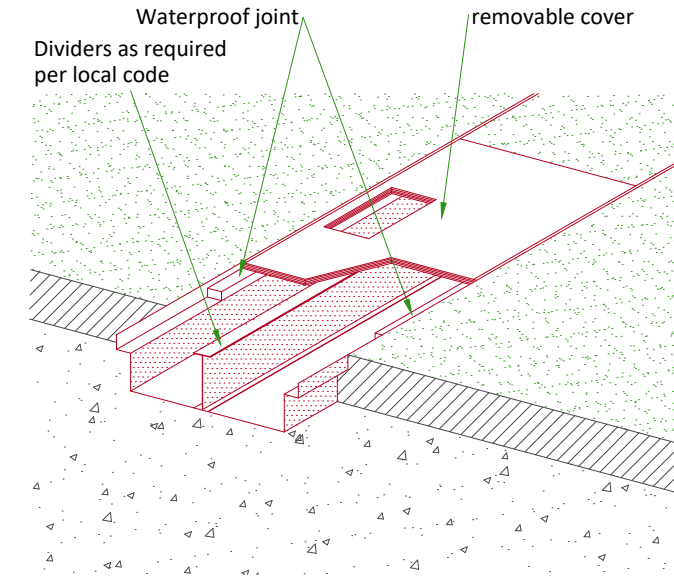 Waterproof joint
removable cover
Dividers as required
per local code